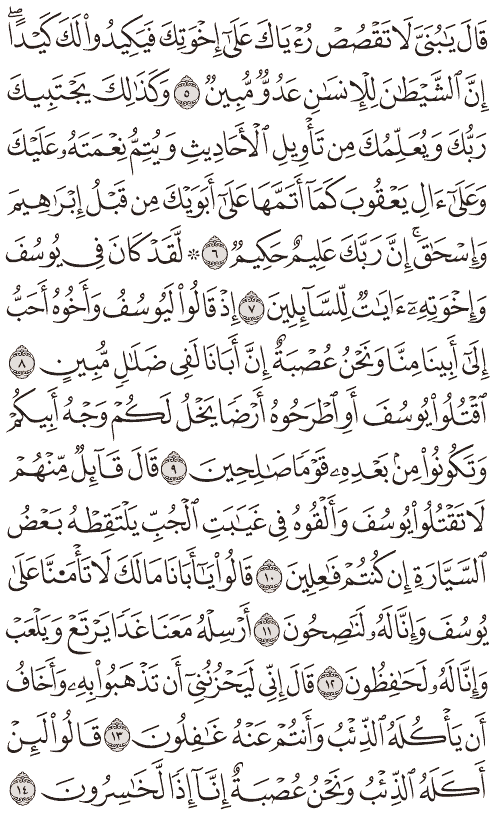 قَالَ يَٰبُنَيَّ لَا تَقۡصُصۡ رُءۡيَاكَ عَلَىٰٓ إِخۡوَتِكَ فَيَكِيدُواْ لَكَ كَيۡدًاۖ
إِنَّ ٱلشَّيۡطَٰنَ لِلۡإِنسَٰنِ عَدُوّٞ مُّبِينٞ ٥ وَكَذَٰلِكَ يَجۡتَبِيكَ
رَبُّكَ وَيُعَلِّمُكَ مِن تَأۡوِيلِ ٱلۡأَحَادِيثِ وَيُتِمُّ نِعۡمَتَهُۥ عَلَيۡكَ
وَعَلَىٰٓ ءَالِ يَعۡقُوبَ كَمَآ أَتَمَّهَا عَلَىٰٓ أَبَوَيۡكَ مِن قَبۡلُ إِبۡرَٰهِيمَ
وَإِسۡحَٰقَۚ إِنَّ رَبَّكَ عَلِيمٌ حَكِيمٞ ٦ ۞ لَّقَدۡ كَانَ فِي يُوسُفَ
وَإِخۡوَتِهِۦٓ ءَايَٰتٞ لِّلسَّآئِلِينَ ٧ إِذۡ قَالُواْ لَيُوسُفُ وَأَخُوهُ أَحَبُّ
إِلَىٰٓ أَبِينَا مِنَّا وَنَحۡنُ عُصۡبَةٌ إِنَّ أَبَانَا لَفِي ضَلَٰلٖ مُّبِينٍ ٨
ٱقۡتُلُواْ يُوسُفَ أَوِ ٱطۡرَحُوهُ أَرۡضٗا يَخۡلُ لَكُمۡ وَجۡهُ أَبِيكُمۡ
وَتَكُونُواْ مِنۢ بَعۡدِهِۦ قَوۡمٗا صَٰلِحِينَ ٩ قَالَ قَآئِلٞ مِّنۡهُمۡ
لَا تَقۡتُلُواْ يُوسُفَ وَأَلۡقُوهُ فِي غَيَٰبَتِ ٱلۡجُبِّ يَلۡتَقِطۡهُ بَعۡضُ
ٱلسَّيَّارَةِ إِن كُنتُمۡ فَٰعِلِينَ ١٠ قَالُواْ يَٰٓأَبَانَا مَالَكَ لَا تَأۡمَ۬نَّا عَلَىٰ
يُوسُفَ وَإِنَّا لَهُۥ لَنَٰصِحُونَ ١١ أَرۡسِلۡهُ مَعَنَا غَدٗا يَرۡتَعۡ وَيَلۡعَبۡ
وَإِنَّا لَهُۥ لَحَٰفِظُونَ ١٢ قَالَ إِنِّي لَيَحۡزُنُنِيٓ أَن تَذۡهَبُواْ بِهِۦ وَأَخَافُ
أَن يَأۡكُلَهُ ٱلذِّئۡبُ وَأَنتُمۡ عَنۡهُ غَٰفِلُونَ ١٣ قَالُواْ لَئِنۡ
أَكَلَهُ ٱلذِّئۡبُ وَنَحۡنُ عُصۡبَةٌ إِنَّآ إِذٗا لَّخَٰسِرُونَ ١٤